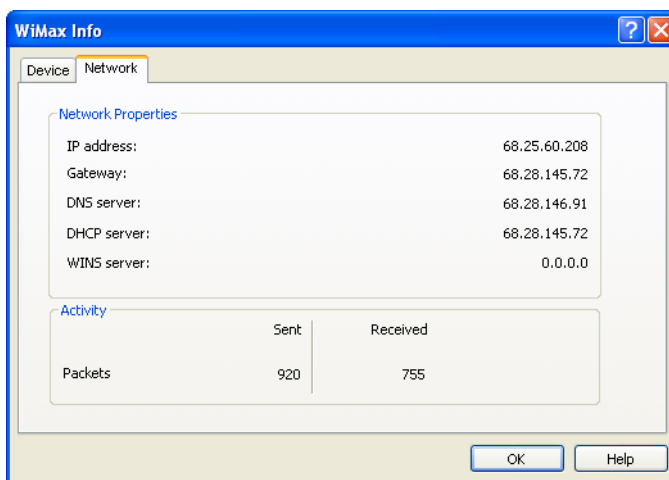 WiMax Info
Device Network
Network Properties
IP address: 68.25.60.208
Gateway: 68.28.145.72
DNS server: 68.28.146.91
DHCP server: 68.28.145.72
WINS server: 0.0.0.0
Activity
Sent Received
Packets 920 755
OK Help